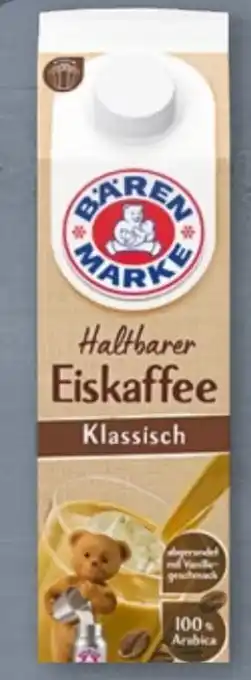 BÄREN
MARKE
Haltbarer
Eiskaffee
Klassisch
abgerundet
mit Vanille-
geschmack
100%
Arabica